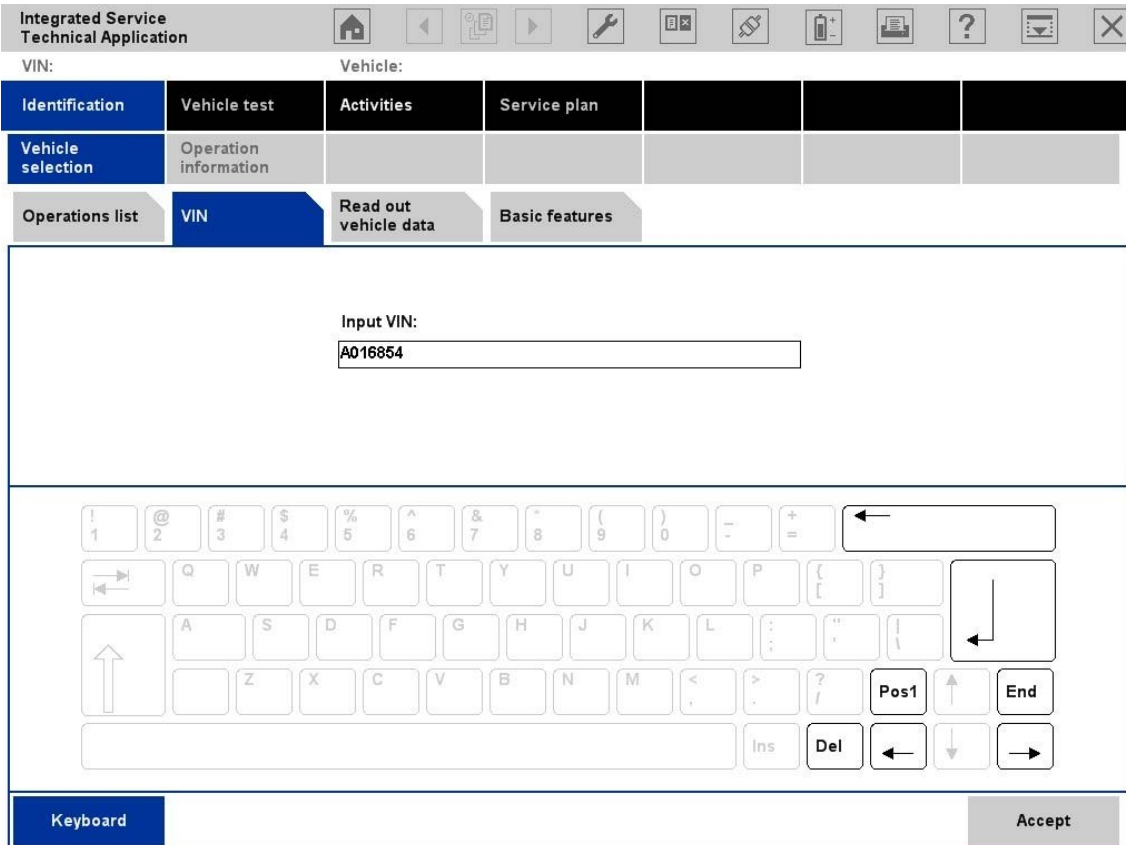 Integrated Service
Technical Application
?
VIN: Vehicle:
Identification Vehicle test Activities Service plan
Vehicle
selection
Operation
information
Operations list VIN Read out
vehicle data
Basic features
Input VIN:
A016854
! @ # $ % ^ & * ( ) _ +
1 2 3 4 5 6 7 8 9 0 - =
Q W E R T Y U I O P { }
[ ]
A S D F G H J K L : " |
; ' \
Z X C V B N M < > ?
, . /
Pos1 End
Ins Del
Keyboard Accept